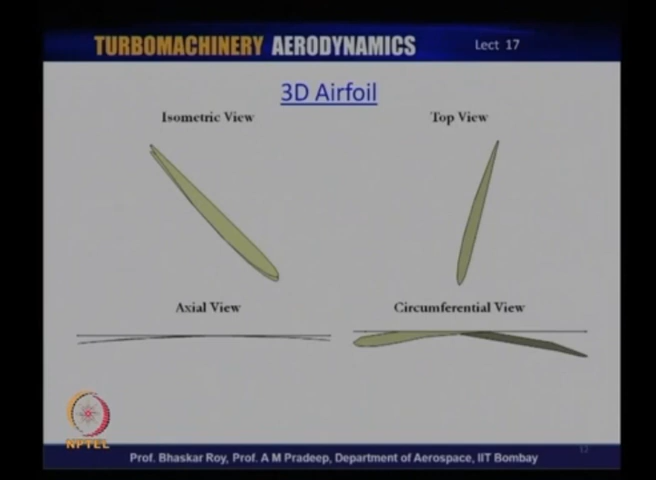 TURBOMACHINERY AERODYNAMICS Lect 17
3D Airfoil
Isometric View Top View
Axial View Circumferential View
NPTEL
Prof. Bhaskar Roy, Prof. A M Pradeep, Department of Aerospace, IIT Bombay
12